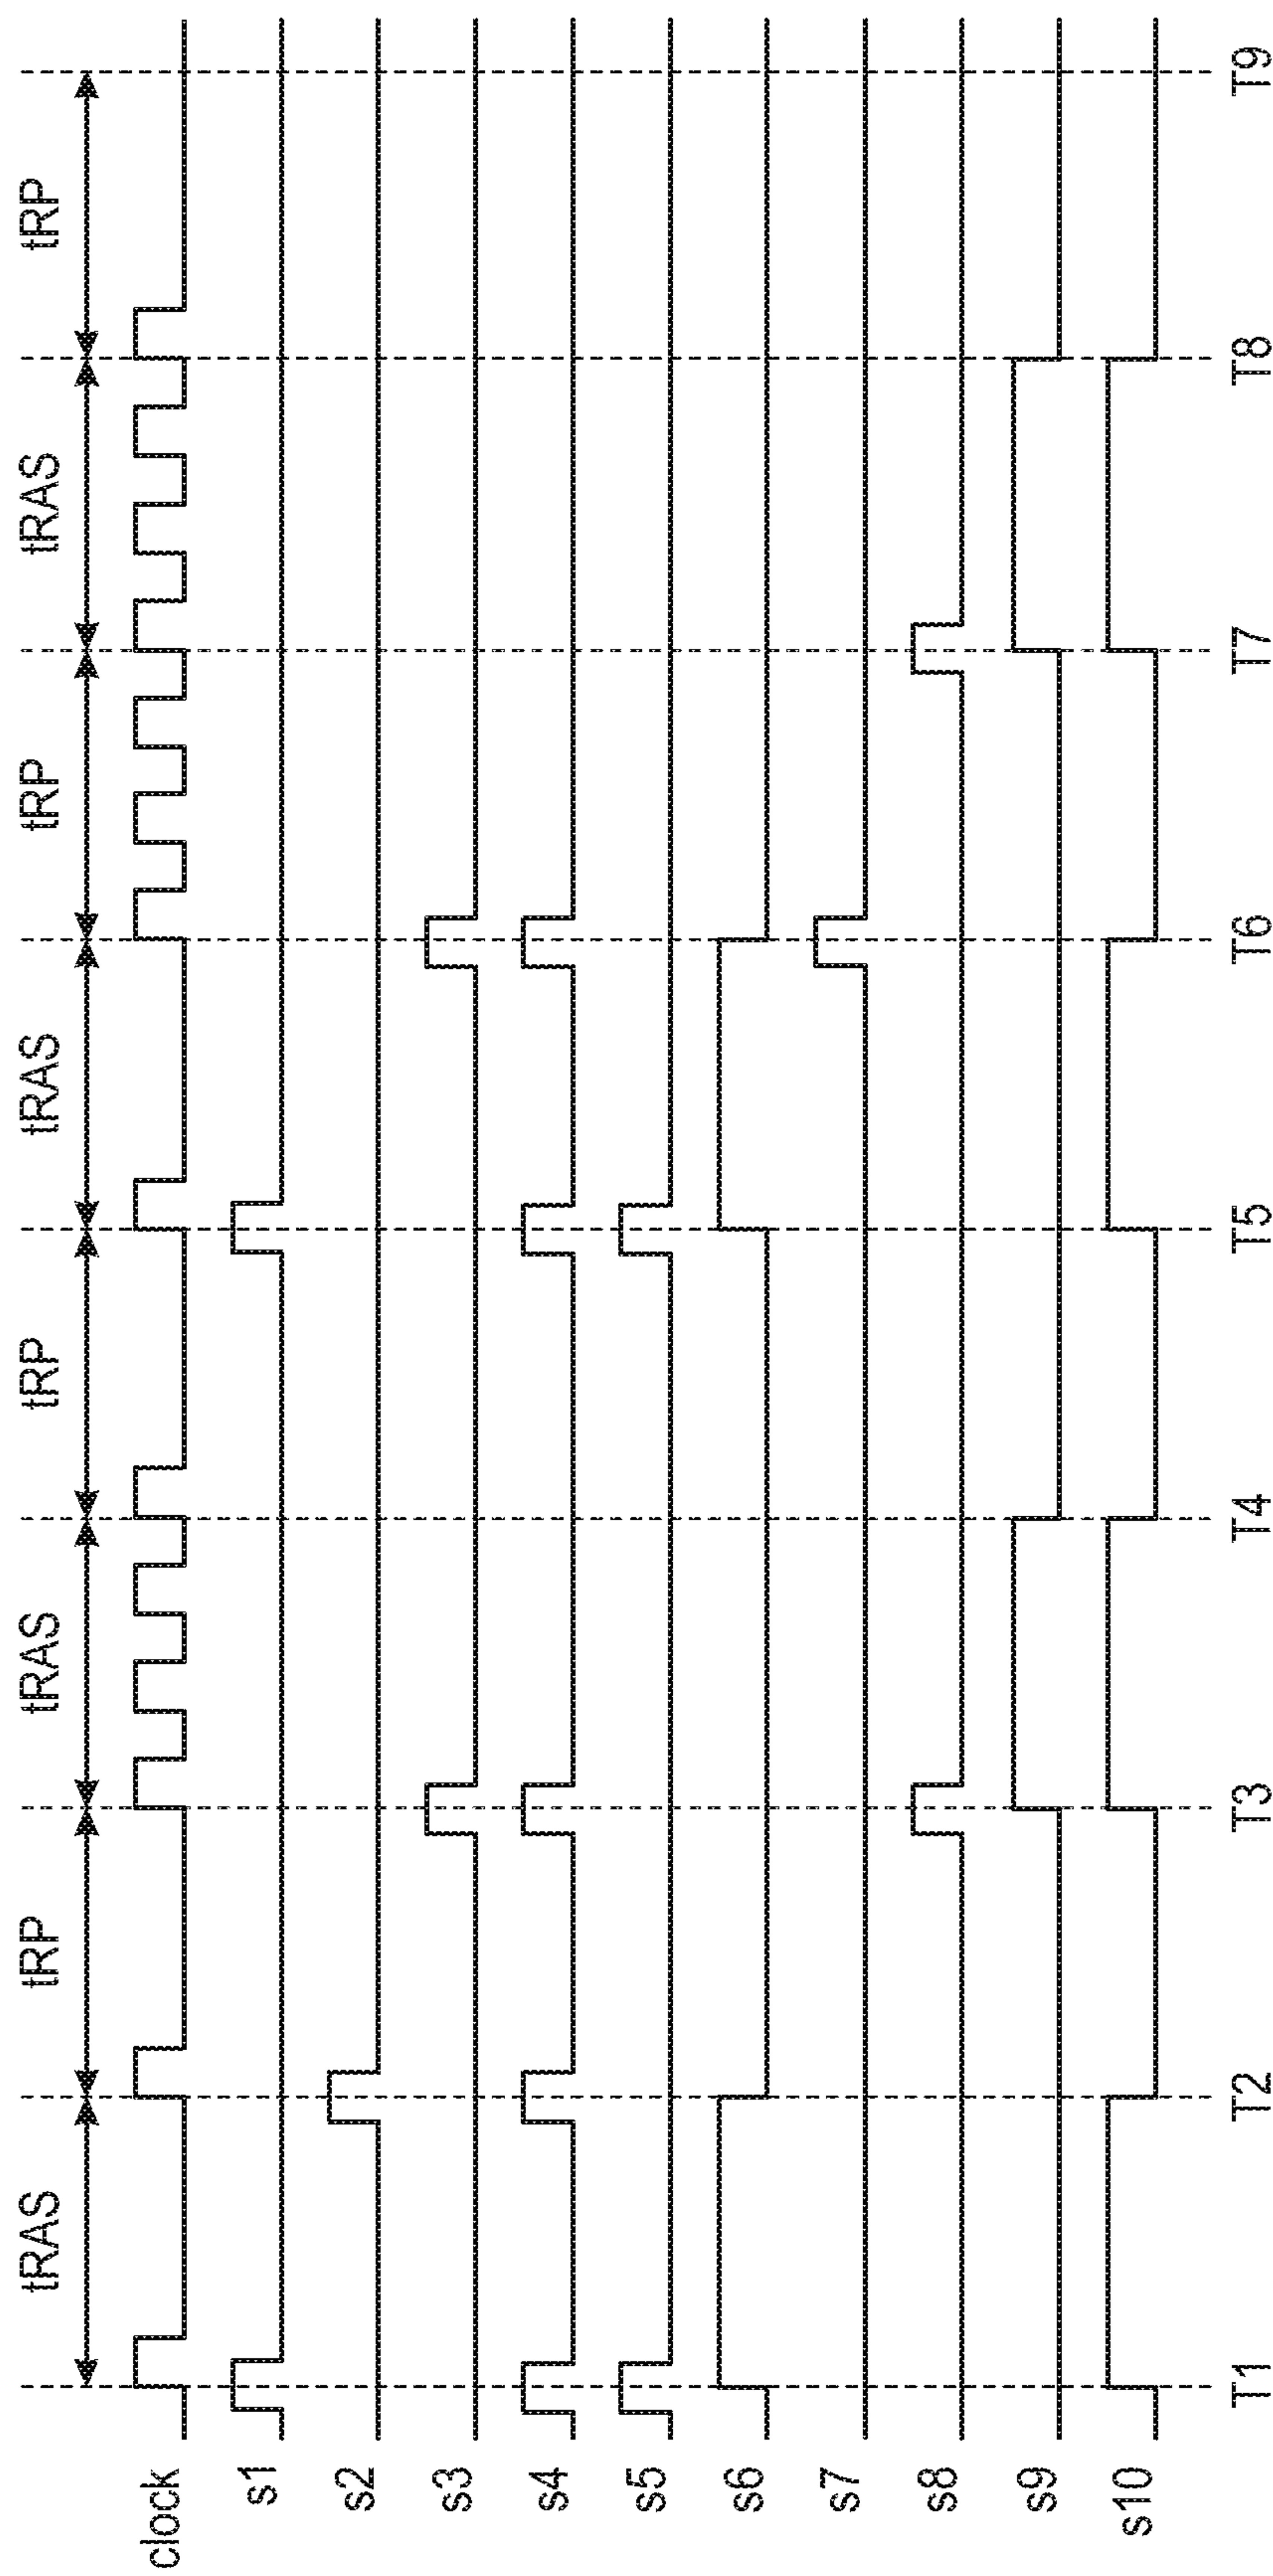 tRAS tRP tRAS tRP tRAS tRP tRAS tRP
clock
s1
s2
s3
s4
s5
s6
s7
s8
s9
s10
T1 T2 T3 T4 T5 T6 T7 T8 T9